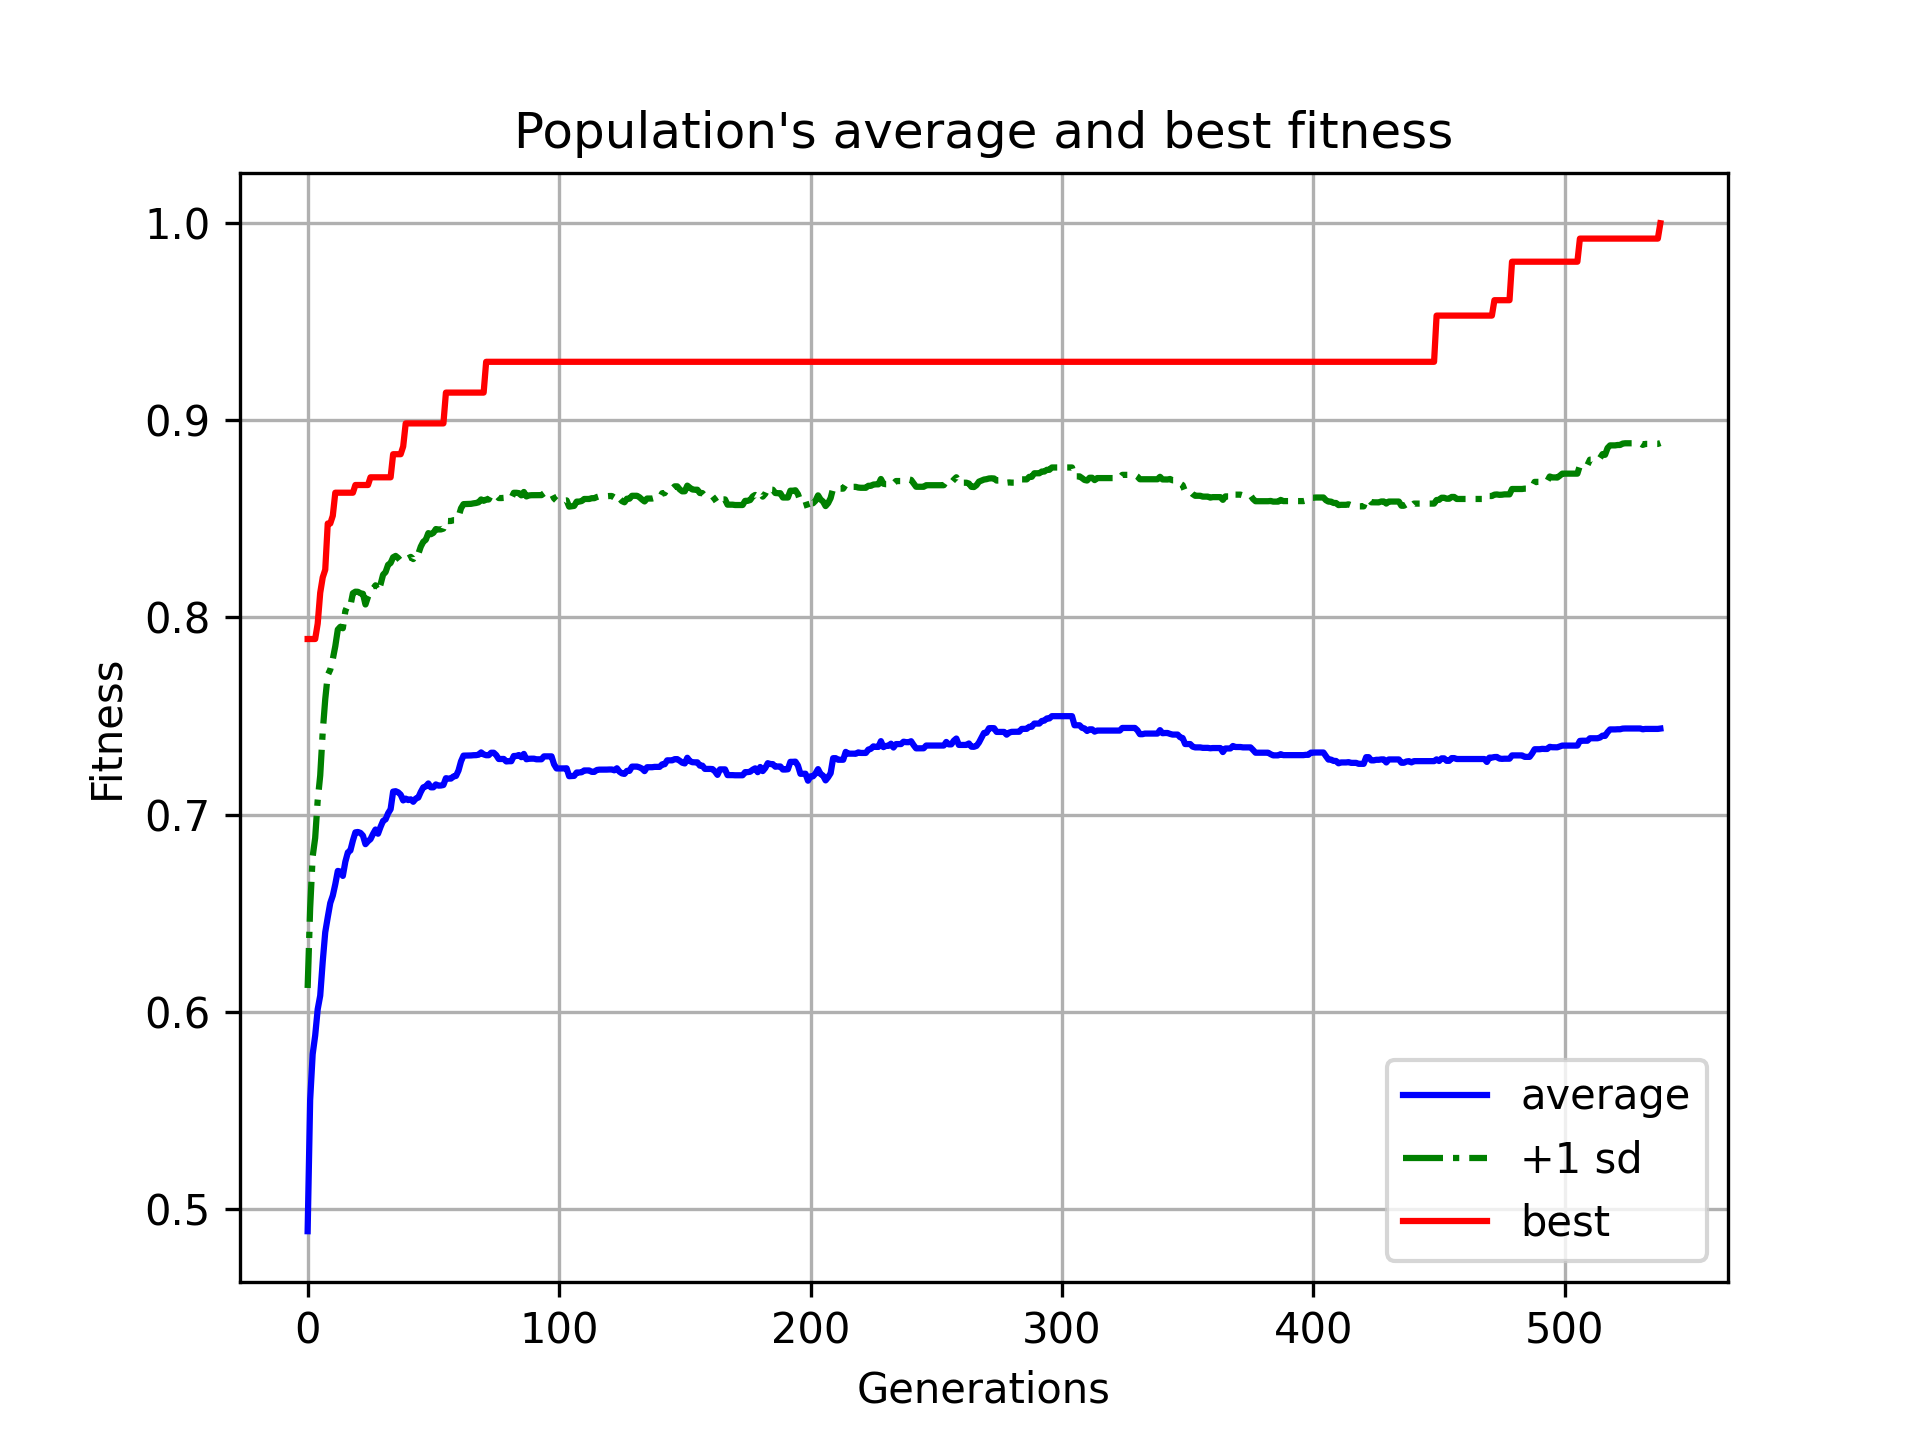 Population's average and best fitness
1.0
0.9
0.8
0.7
0.6
0.5
Fitness
0 100 200 300 400 500
Generations
average
+1 sd
best